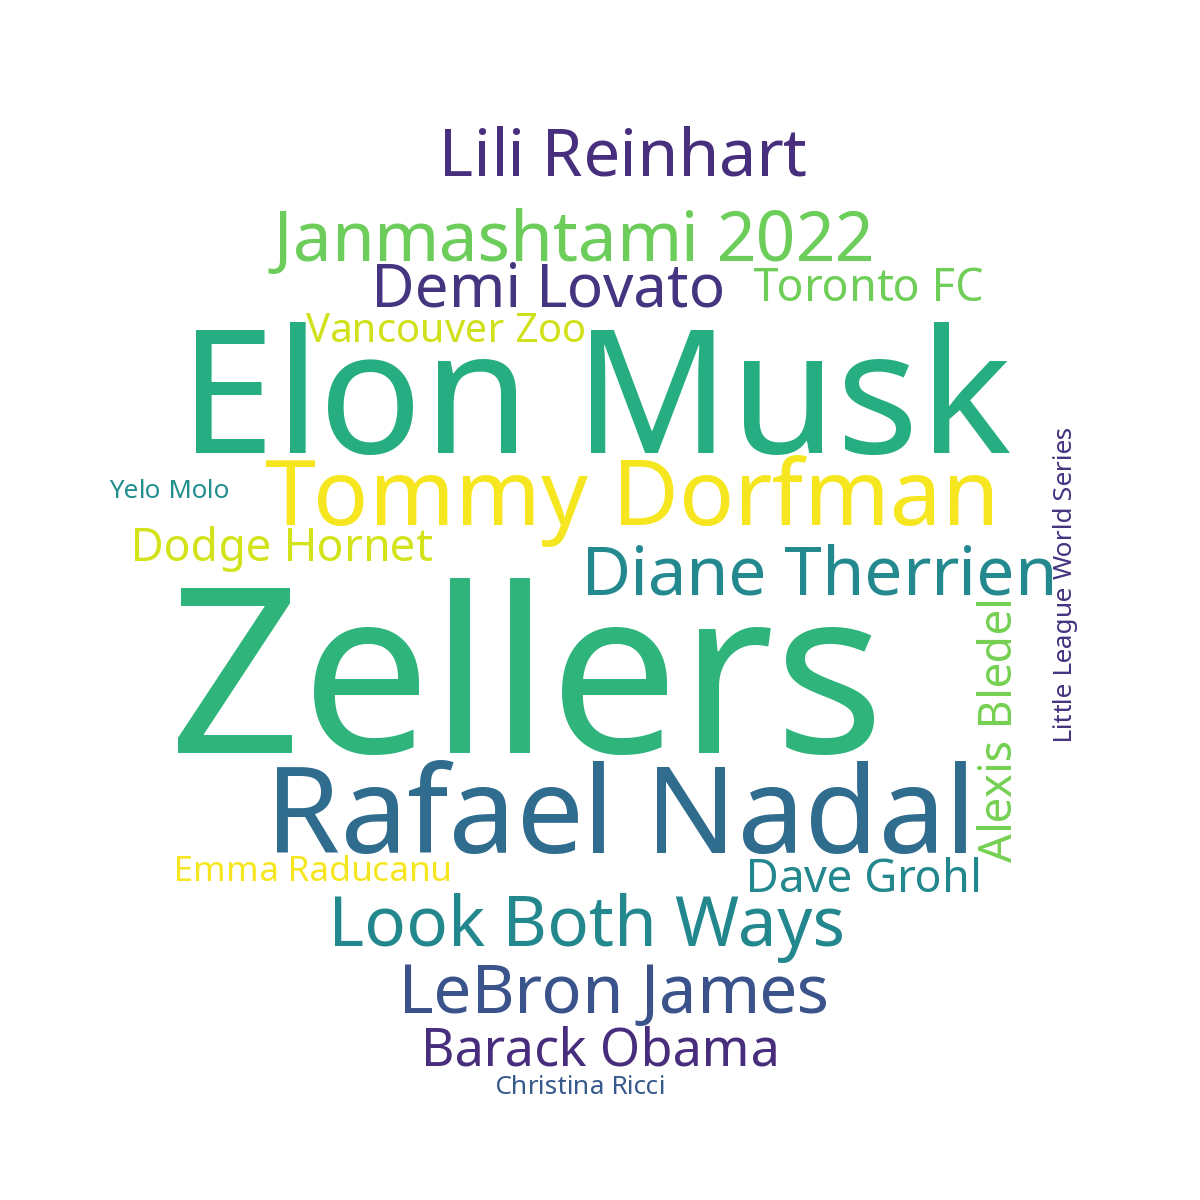 Lili Reinhart
Janmashtami 2022
Demi Lovato
Toronto FC
Vancouver Zoo
Elon Musk
Tommy Dorfman
Yelo Molo
Dodge Hornet
Diane Therrien
Little League World Series
Zellers
Alexis Bledel
Rafael Nadal
Emma Raducanu
Dave Grohl
Look Both Ways
LeBron James
Barack Obama
Christina Ricci